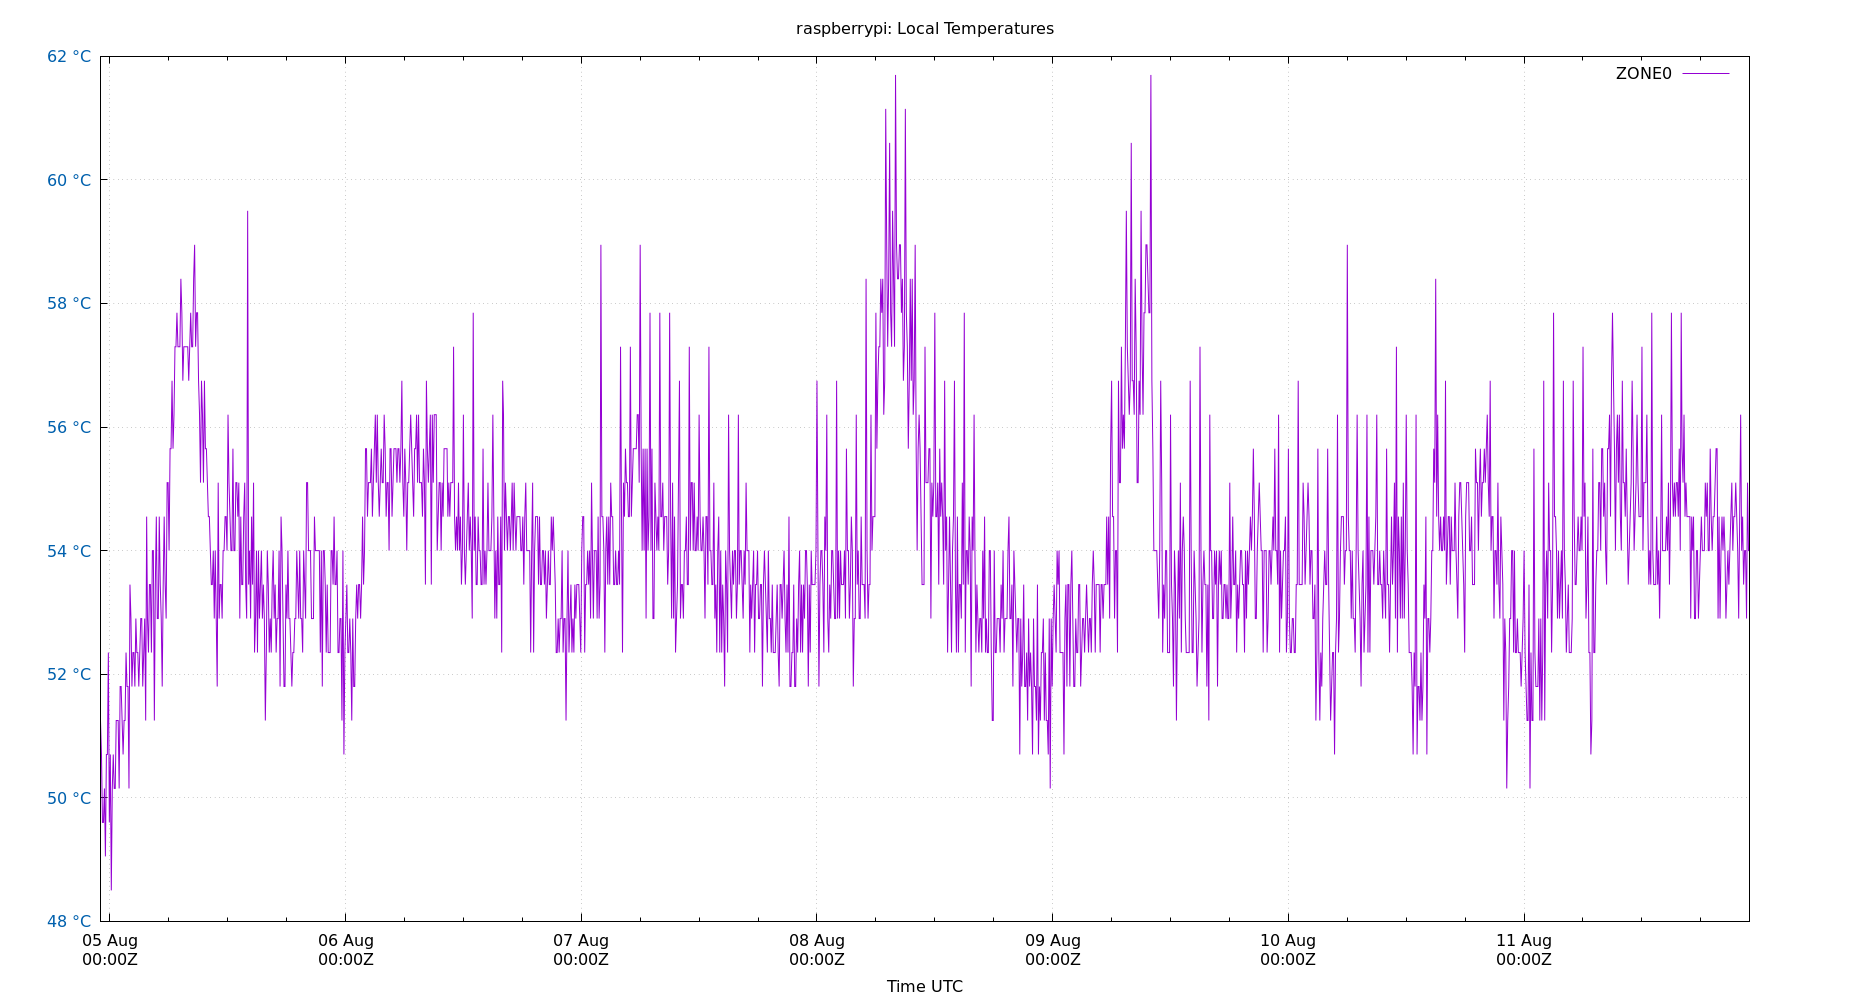 raspberrypi: Local Temperatures
62 °C
ZONE0
60 °C
58 °C
56 °C
54 °C
52 °C
50 °C
48 °C
05 Aug 06 Aug 07 Aug 08 Aug 09 Aug 10 Aug 11 Aug
00:00Z 00:00Z 00:00Z 00:00Z 00:00Z 00:00Z 00:00Z
Time UTC